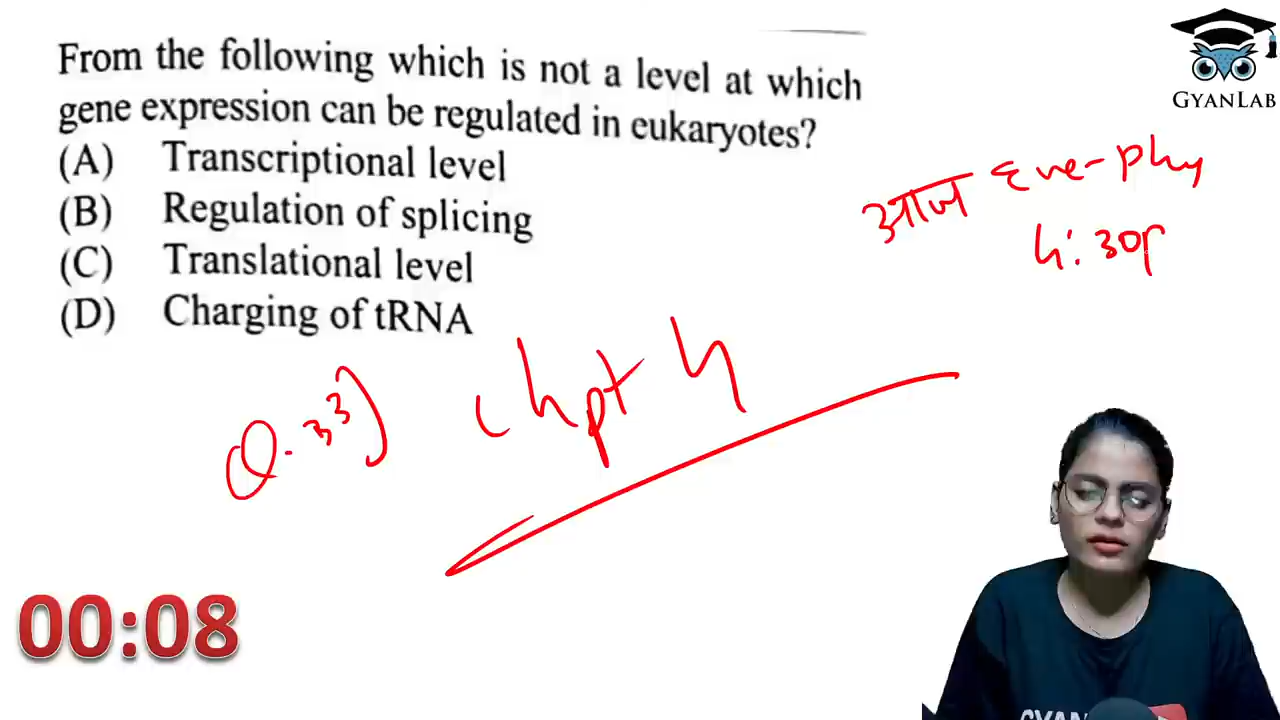 From the following which is not a level at which
gene expression can be regulated in eukaryotes?
(A) Transcriptional level
(B) Regulation of splicing
(C) Translational level
(D) Charging of tRNA
GYANLAB
आज Eve-Phy
4:30p
Q.33) Chpt 4
00:08
GYAN